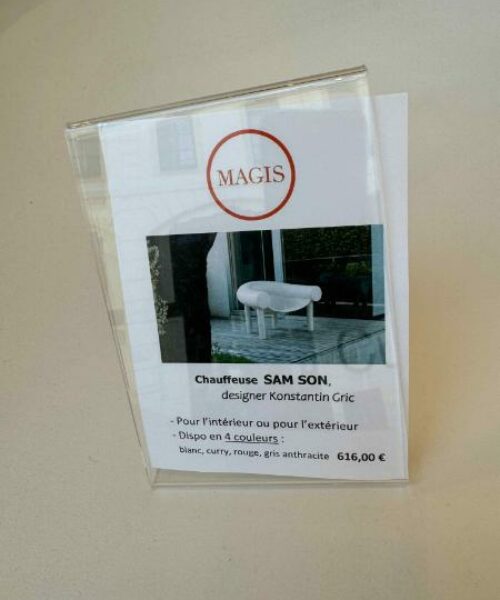 MAGIS
Chauffeuse SAM SON,
designer Konstantin Gric
- Pour l'intérieur ou pour l'extérieur
- Dispo en 4 couleurs :
blanc, curry, rouge, gris anthracite 616,00 €